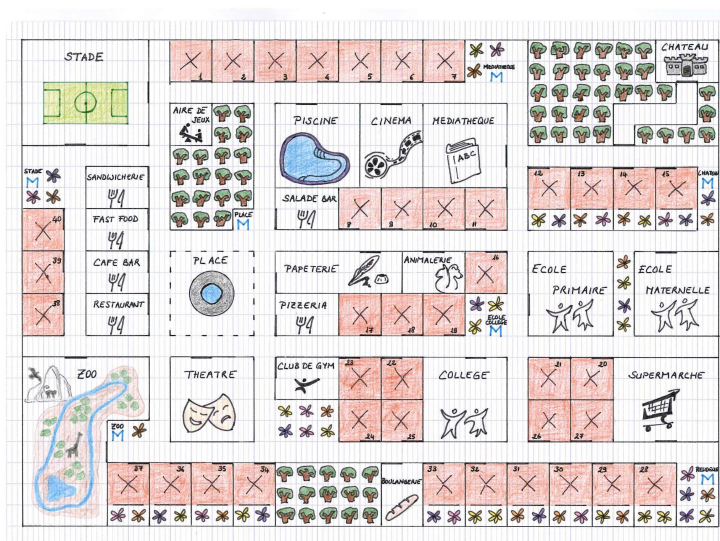 STADE
1
2
3
4
5
6
7
MEDIATHEQUE
M
CHATEAU
AIRE DE
JEUX
PISCINE
CINEMA
MEDIATHEQUE
ABC
STADE
M
SANDWICHERIE
PLACE
M
SALADE BAR
8
9
10
11
12
13
14
15
CHATEAU
M
40
FAST FOOD
39
CAFE BAR
38
RESTAURANT
PLACE
PAPETERIE
ANIMALERIE
16
PIZZERIA
17
18
19
ECOLE
COLLEGE
M
ECOLE
PRIMAIRE
ECOLE
MATERNELLE
ZOO
ZOO
M
THEATRE
CLUB DE GYM
23
22
24
25
COLLEGE
21
20
26
27
SUPERMARCHE
37
36
35
34
BOULANGERIE
33
32
31
30
29
28
M